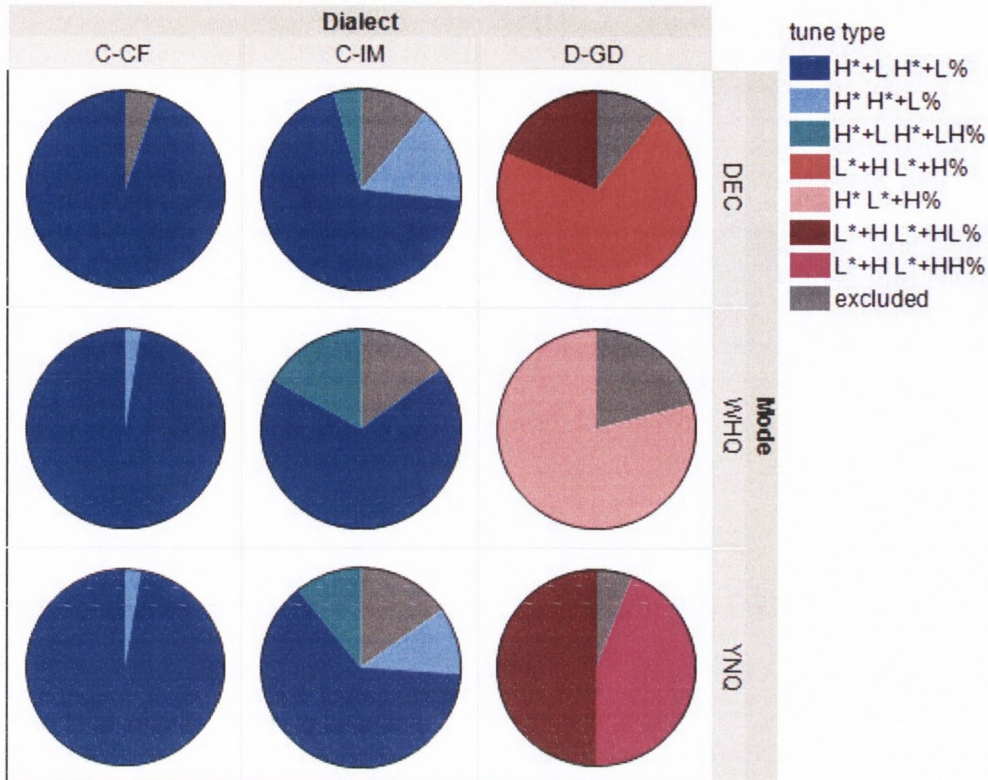 Dialect
C-CF C-IM D-GD
tune type
H*+L H*+L%
H* H*+L%
H*+L H*+LH%
L*+H L*+H%
H* L*+H%
L*+H L*+HL%
L*+H L*+HH%
excluded
DEC
WHQ
YNQ
Mode